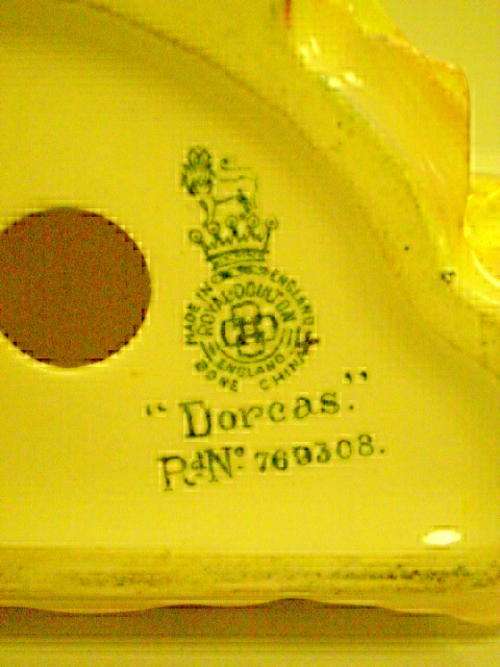 MADE IN ENGLAND
ROYAL DOULTON
ENGLAND
BONE CHINA
"Dorcas."
RdNo 769308.